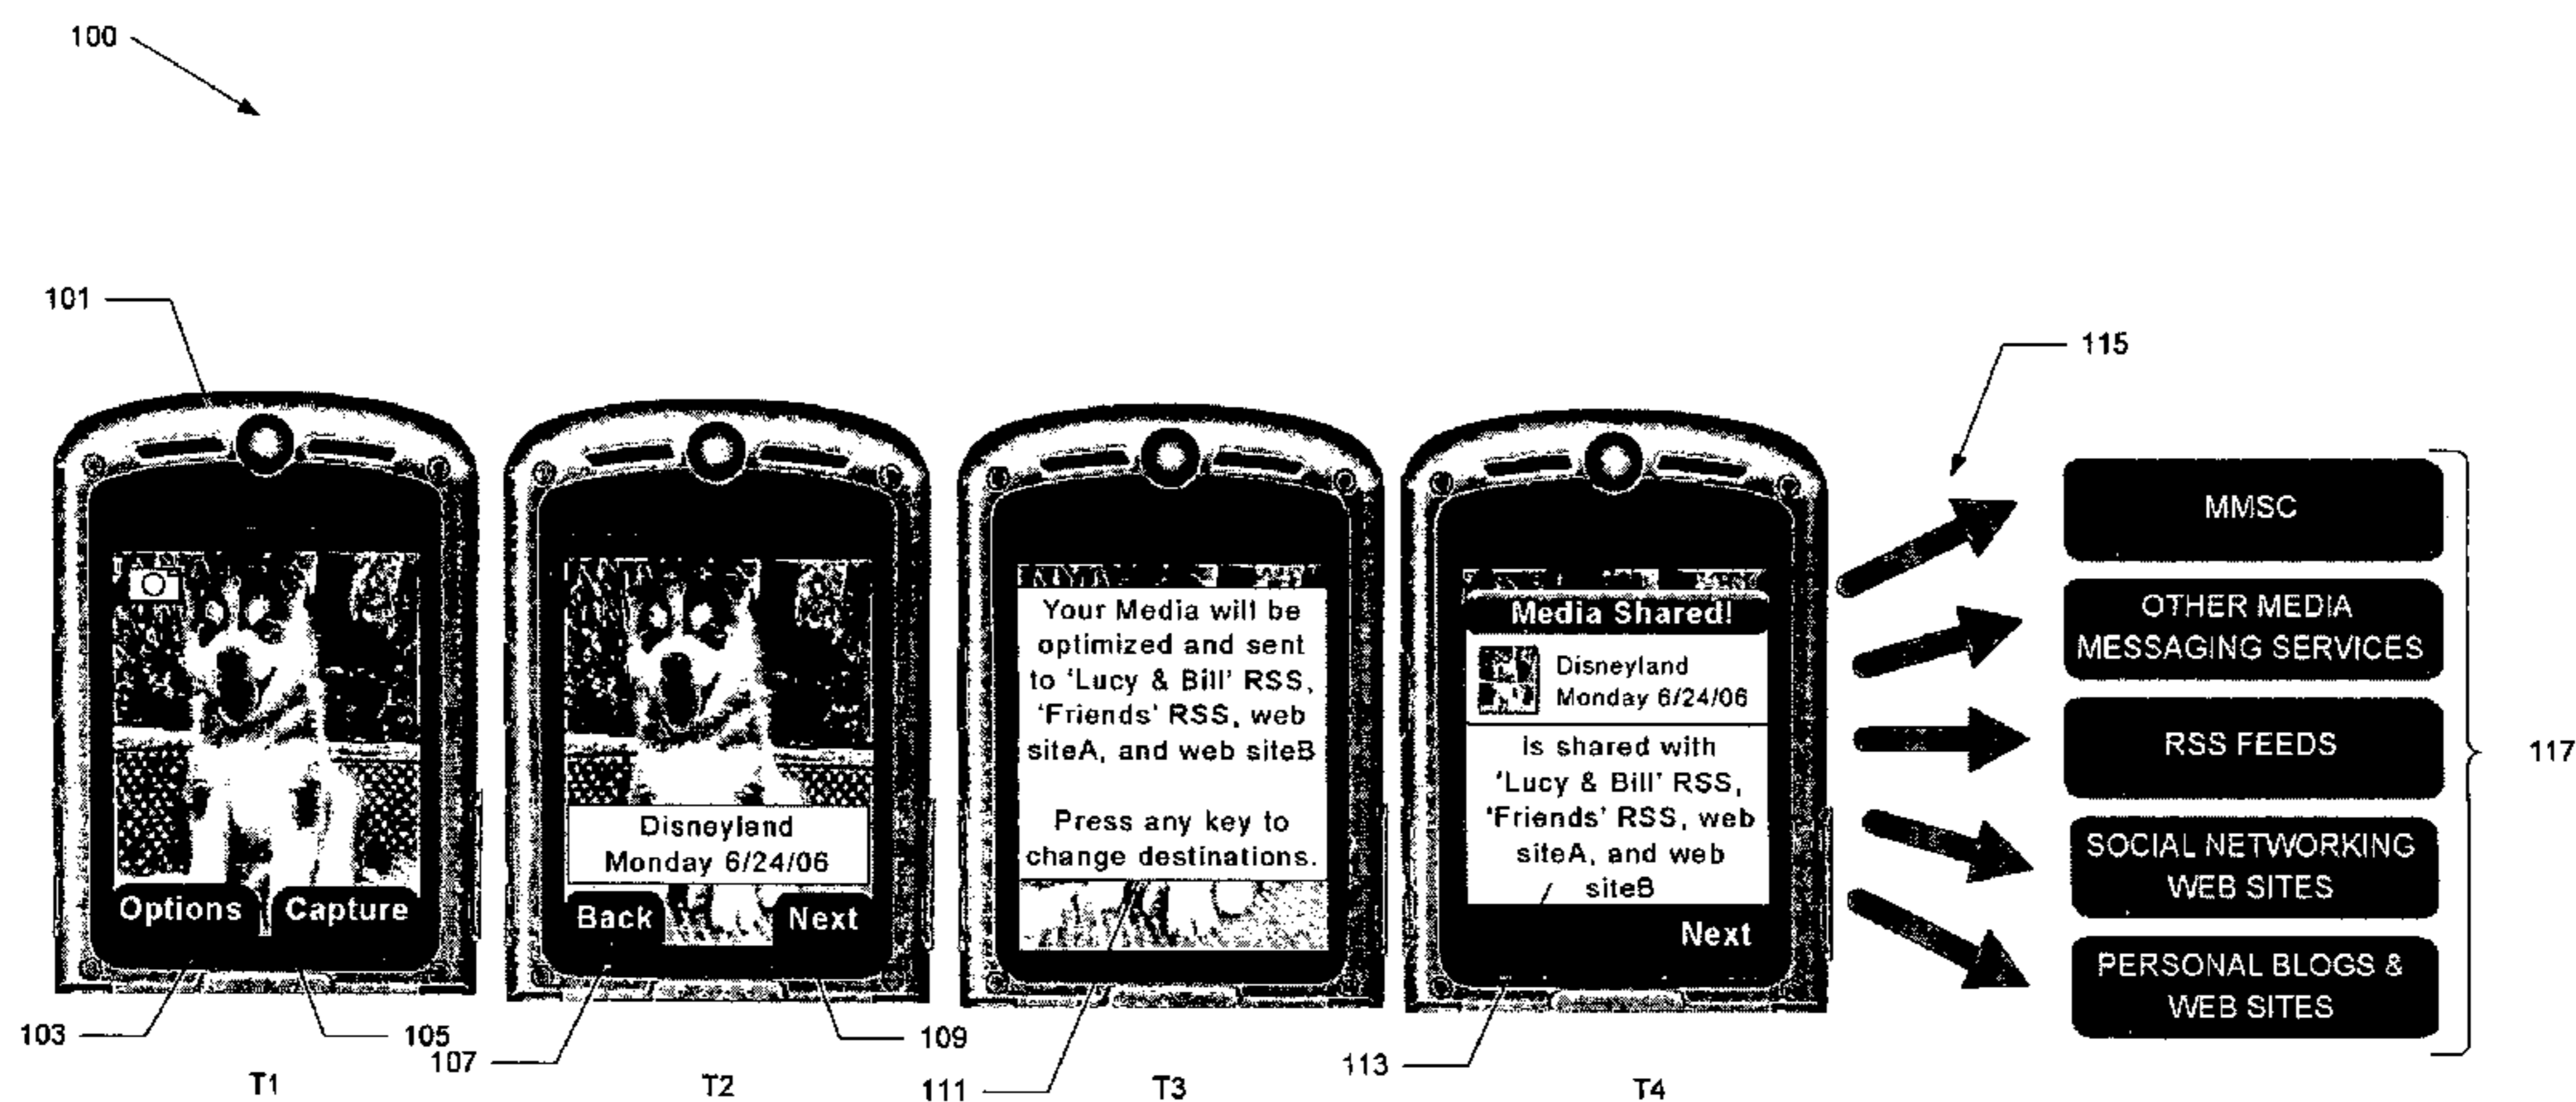 100
101
115
Options
Capture
Disneyland
Monday 6/24/06
Back
Next
Your Media will be
optimized and sent
to 'Lucy & Bill' RSS,
'Friends' RSS, web
siteA, and web siteB
Press any key to
change destinations.
Media Shared!
Disneyland
Monday 6/24/06
is shared with
'Lucy & Bill' RSS,
'Friends' RSS, web
siteA, and web
siteB
Next
MMSC
OTHER MEDIA
MESSAGING SERVICES
RSS FEEDS
SOCIAL NETWORKING
WEB SITES
PERSONAL BLOGS &
WEB SITES
117
103
105
107
109
111
113
T1
T2
T3
T4